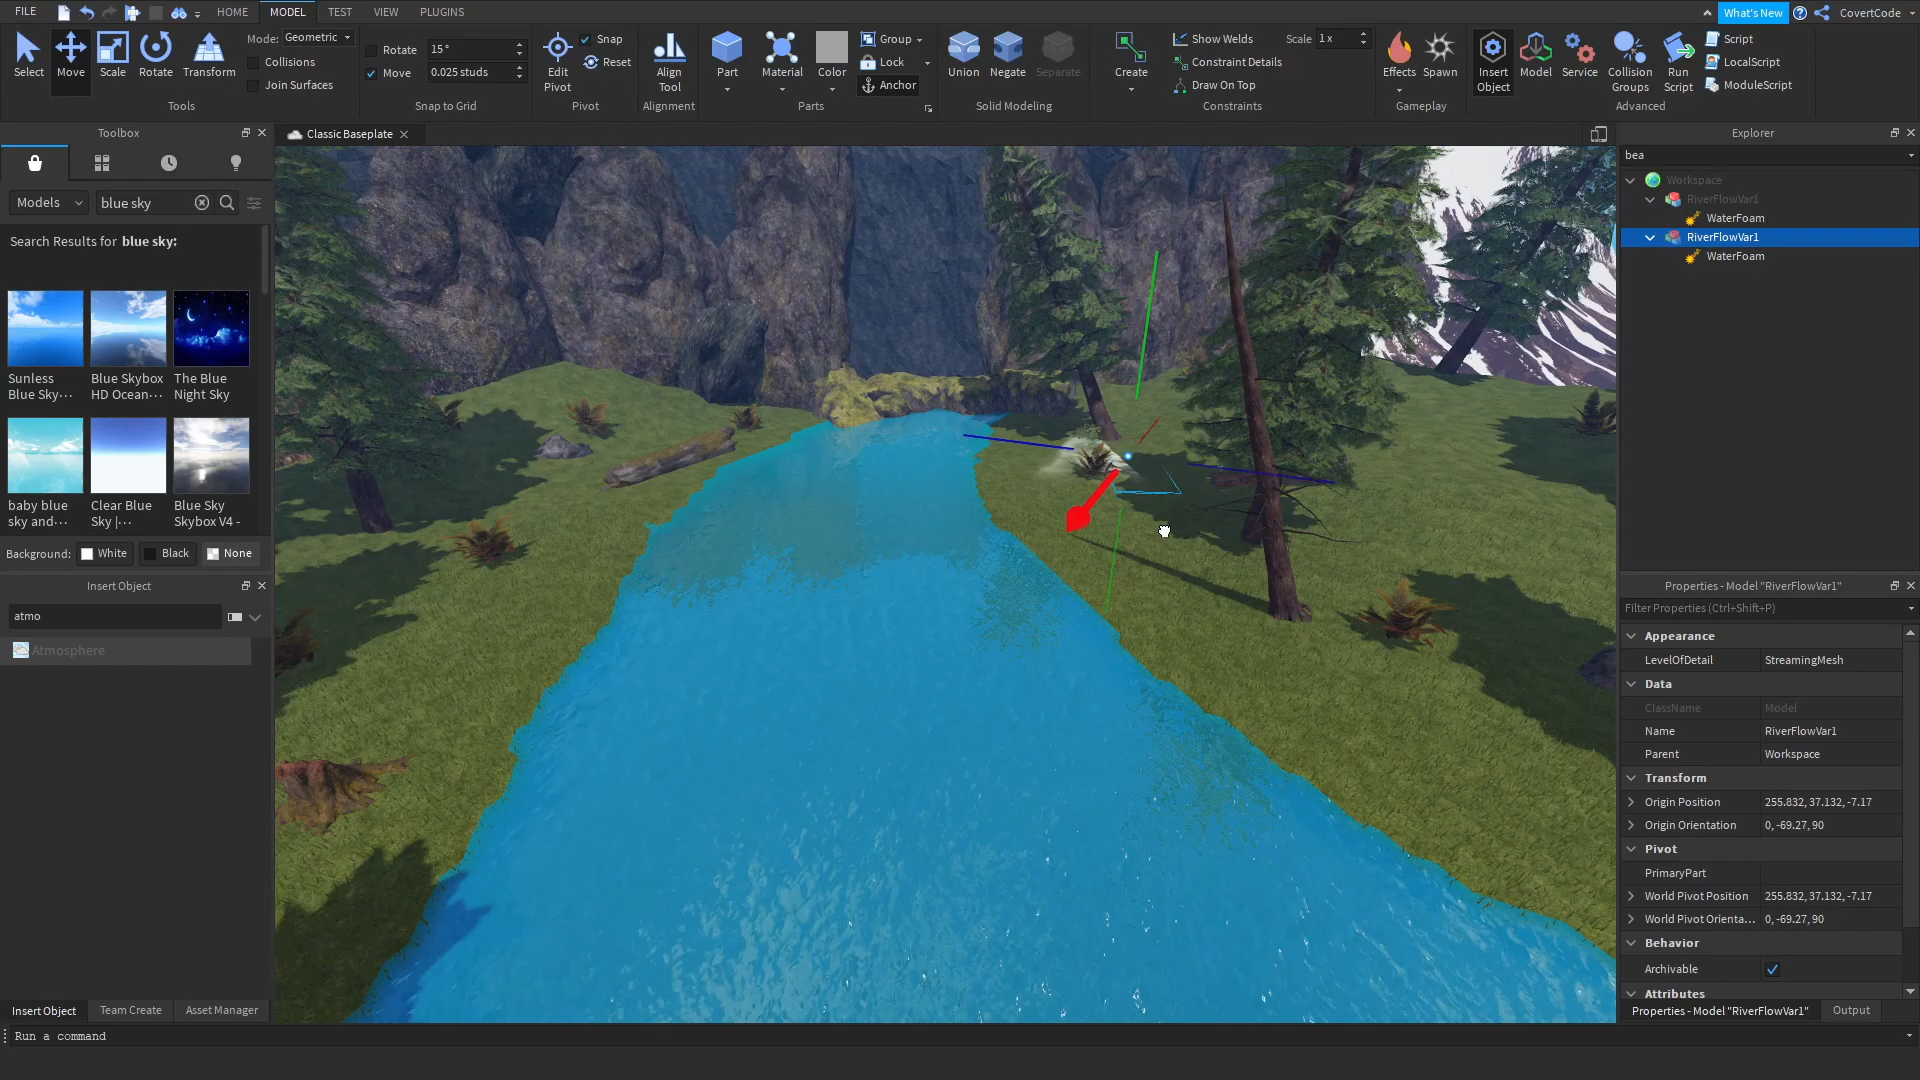 FILE HOME MODEL TEST VIEW PLUGINS What's New CovertCode
Select Move Scale Rotate Transform
Mode: Geometric
Collisions
Join Surfaces
Tools
Rotate 15°
Move 0.025 studs
Snap to Grid
Edit Pivot
Snap
Reset
Pivot
Align Tool
Alignment
Part Material Color
Group
Lock
Anchor
Parts
Union Negate Separate
Solid Modeling
Create
Show Welds
Constraint Details
Draw On Top
Scale 1 x
Constraints
Effects Spawn
Gameplay
Insert Object
Model
Service
Collision Groups
Run Script
Script
LocalScript
ModuleScript
Advanced
Toolbox
Models blue sky
Search Results for blue sky:
Sunless Blue Sky···
Blue Skybox HD Ocean···
The Blue Night Sky
baby blue sky and···
Clear Blue Sky |···
Blue Sky Skybox V4 -
Background: White Black None
Insert Object
atmo
Atmosphere
Insert Object Team Create Asset Manager
Run a command
Classic Baseplate
Explorer
bea
Workspace
RiverFlowVar1
WaterFoam
RiverFlowVar1
WaterFoam
Properties - Model "RiverFlowVar1"
Filter Properties (Ctrl+Shift+P)
Appearance
LevelOfDetail StreamingMesh
Data
ClassName Model
Name RiverFlowVar1
Parent Workspace
Transform
Origin Position 255.832, 37.132, -7.17
Origin Orientation 0, -69.27, 90
Pivot
PrimaryPart
World Pivot Position 255.832, 37.132, -7.17
World Pivot Orienta... 0, -69.27, 90
Behavior
Archivable
Attributes
Properties - Model "RiverFlowVar1" Output